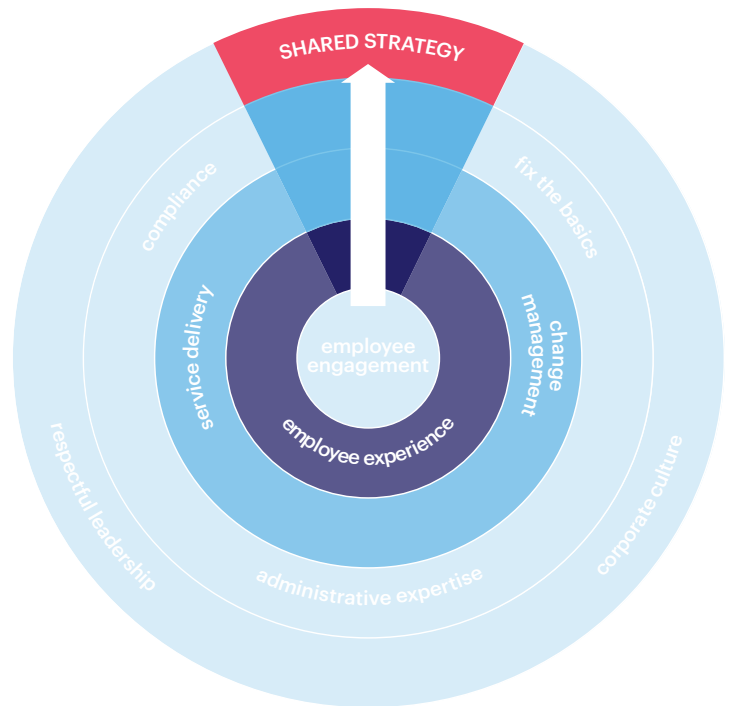 SHARED STRATEGY
compliance
fix the basics
service delivery
change
management
employee
engagement
employee experience
respectful leadership
corporate culture
administrative expertise